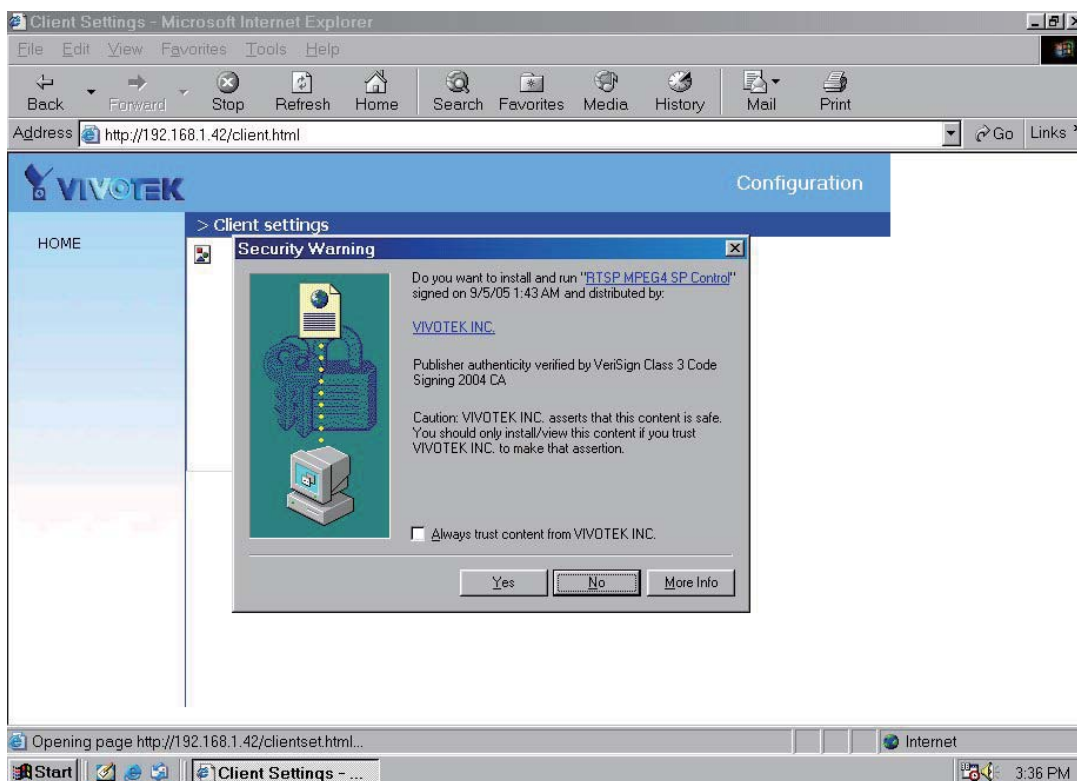 Client Settings - Microsoft Internet Explorer
File Edit View Favorites Tools Help
Back Forward Stop Refresh Home Search Favorites Media History Mail Print
Address http://192.168.1.42/client.html Go Links
VIVOTEK
Configuration
HOME
> Client settings
Security Warning
Do you want to install and run "RTSP MPEG4 SP Control"
signed on 9/5/05 1:43 AM and distributed by:
VIVOTEK INC.
Publisher authenticity verified by VeriSign Class 3 Code
Signing 2004 CA
Caution: VIVOTEK INC. asserts that this content is safe.
You should only install/view this content if you trust
VIVOTEK INC. to make that assertion.
Always trust content from VIVOTEK INC.
Yes No More Info
Opening page http://192.168.1.42/clientset.html... Internet
Start Client Settings - ... 3:36 PM